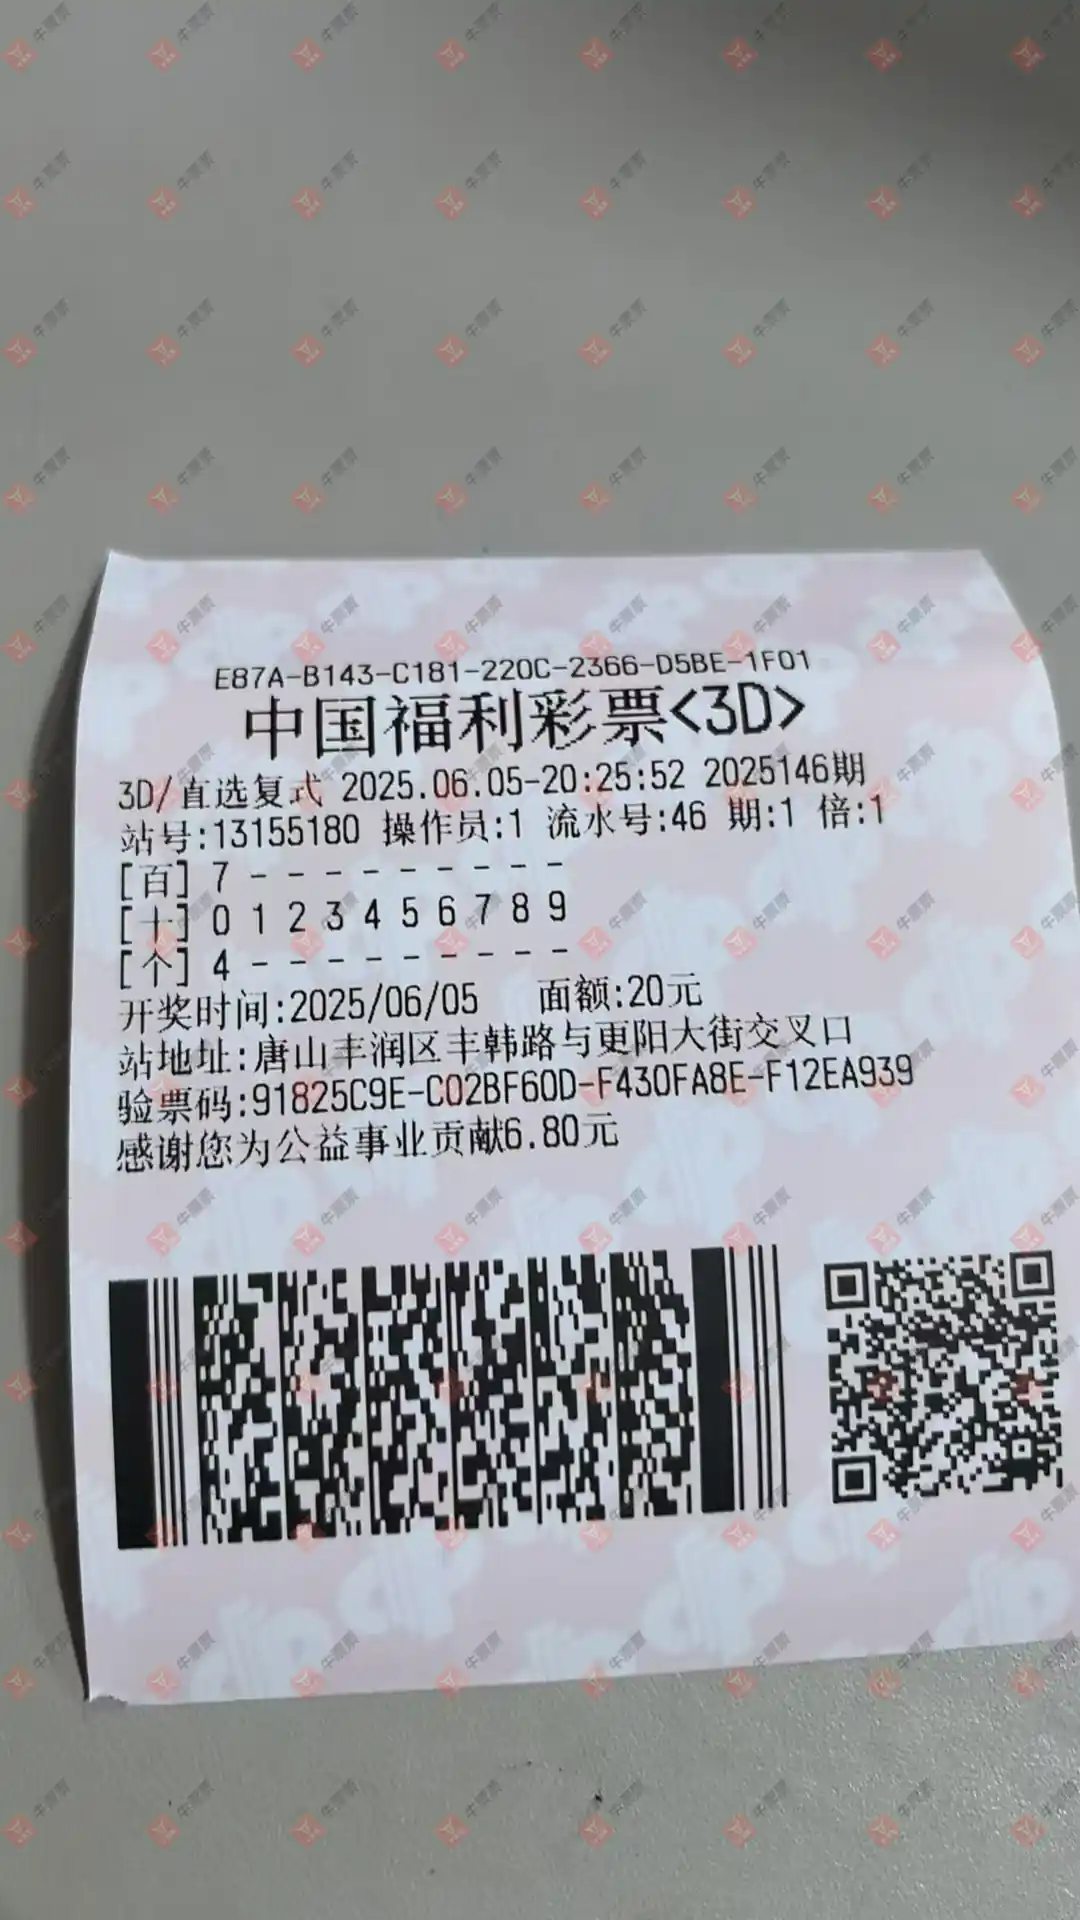 E87A-B143-C181-220C-2366-D5BE-1F01
中国福利彩票<3D>
3D/直选复式 2025.06.05-20:25:52 2025146期
站号:13155180 操作员:1 流水号:46 期:1 倍:1
[百] 7 - - - - - - - - -
[十] 0 1 2 3 4 5 6 7 8 9
[个] 4 - - - - - - - - -
开奖时间:2025/06/05 面额:20元
站地址:唐山丰润区丰韩路与更阳大街交叉口
验票码:91825C9E-C02BF60D-F430FA8E-F12EA939
感谢您为公益事业贡献6.80元